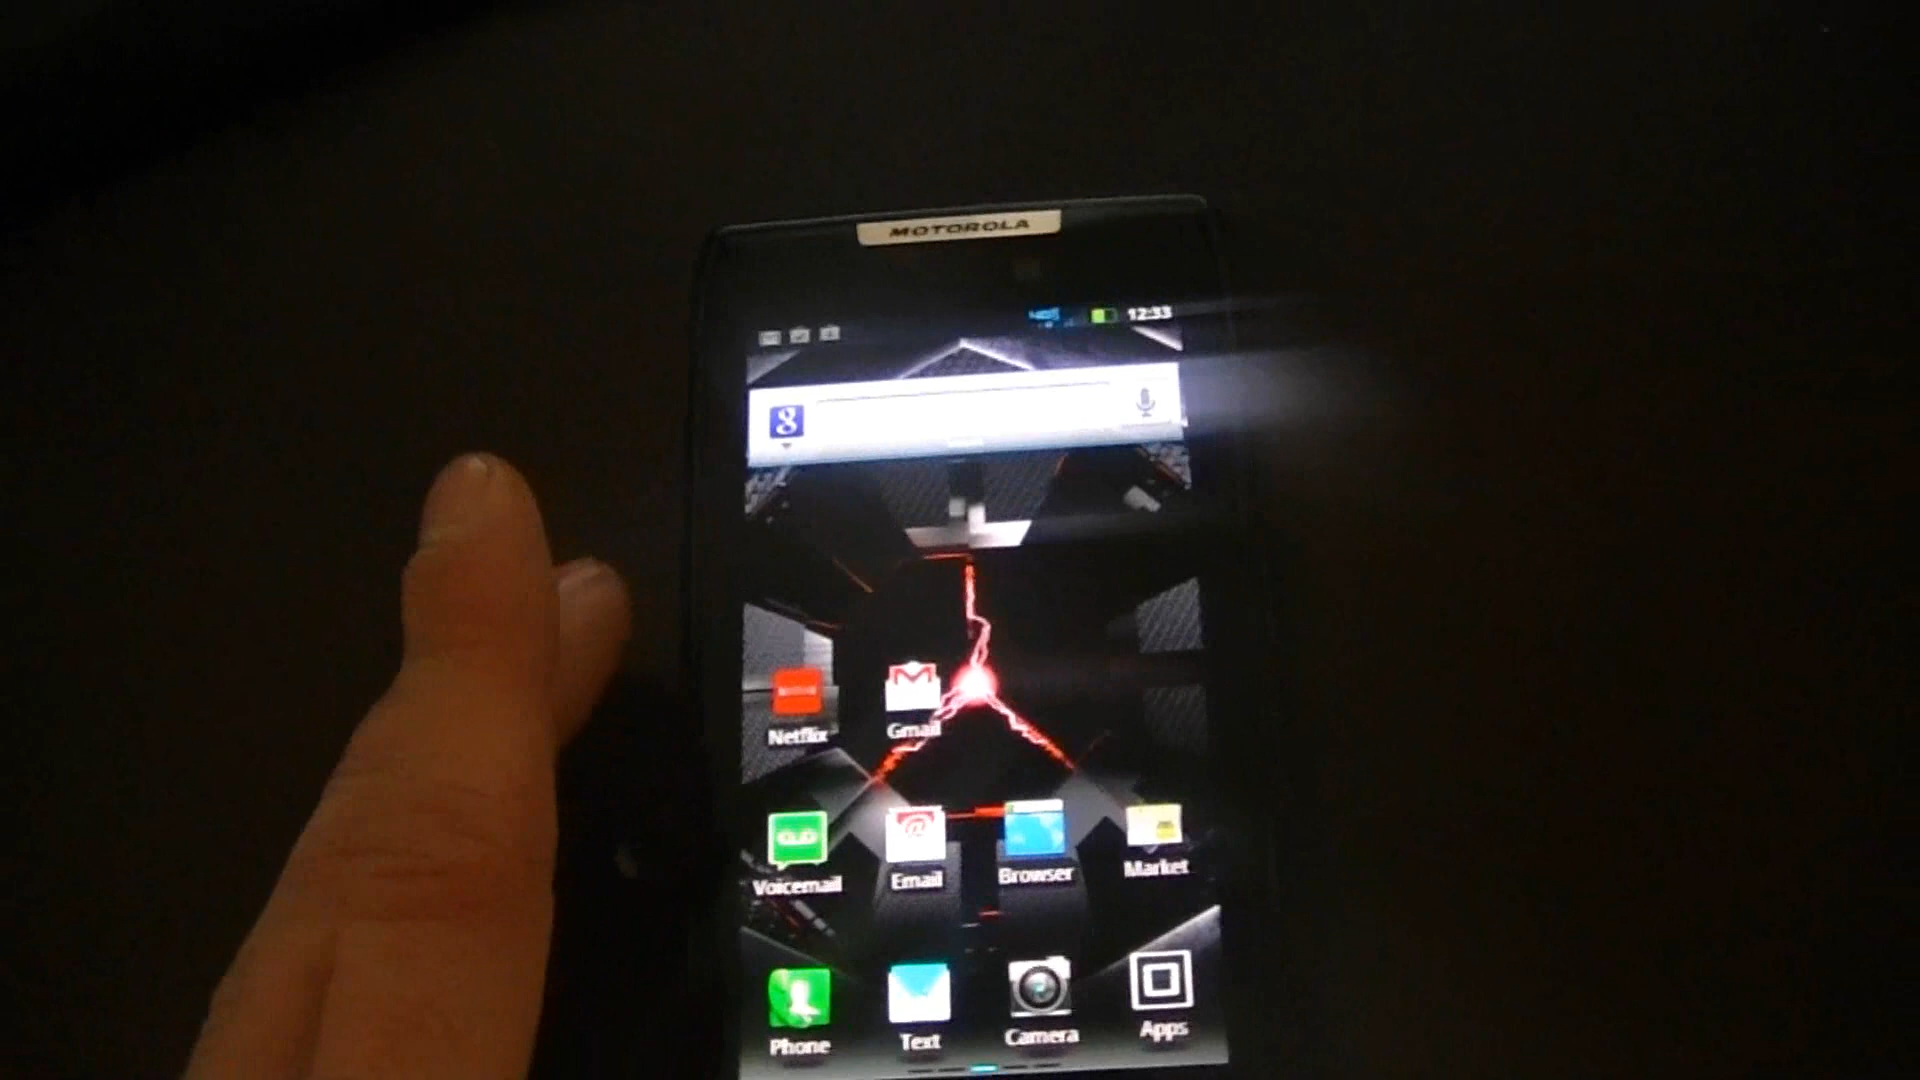 MOTOROLA
12:33
g
Netflix Gmail
Voicemail Email Browser Market
Phone Text Camera Apps